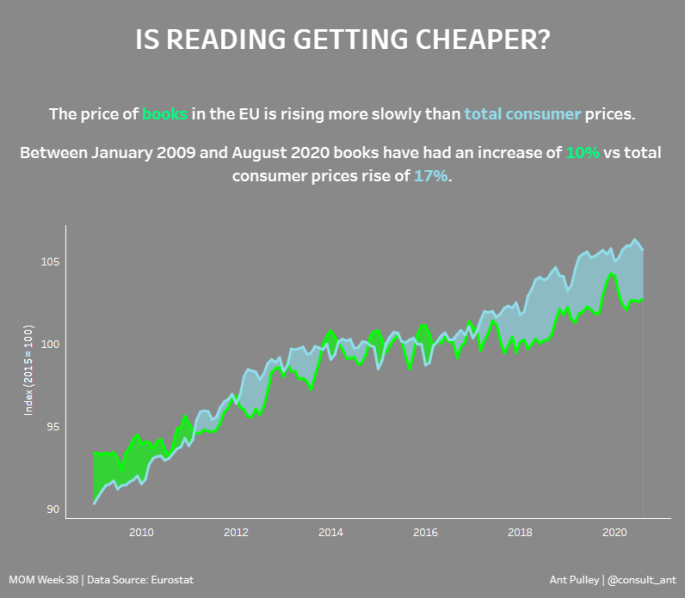 IS READING GETTING CHEAPER?
The price of books in the EU is rising more slowly than total consumer prices.
Between January 2009 and August 2020 books have had an increase of 10% vs total
consumer prices rise of 17%.
Index (2015 = 100)
105
100
95
90
2010 2012 2014 2016 2018 2020
MOM Week 38 | Data Source: Eurostat
Ant Pulley | @consult_ant